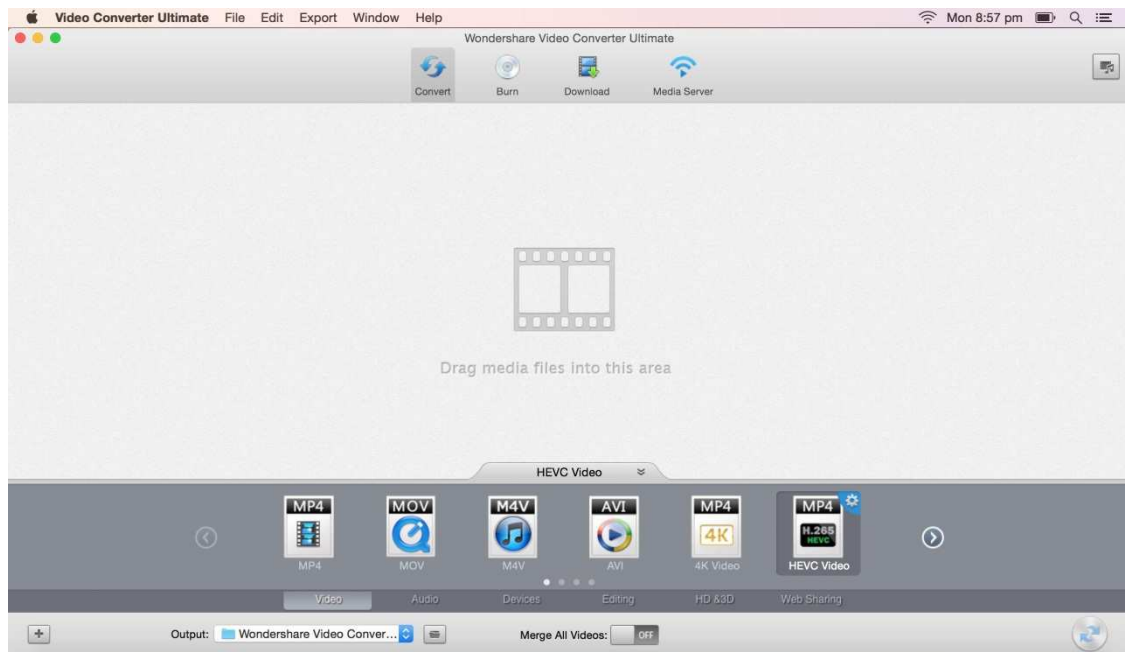 Video Converter Ultimate File Edit Export Window Help Mon 8:57 pm
Wondershare Video Converter Ultimate
Convert Burn Download Media Server
Drag media files into this area
HEVC Video
MP4 MOV M4V AVI MP4 4K MP4 H.265 HEVC
MP4 MOV M4V AVI 4K Video HEVC Video
Video Audio Devices Editing HD &3D Web Sharing
Output: Wondershare Video Conver... Merge All Videos: OFF